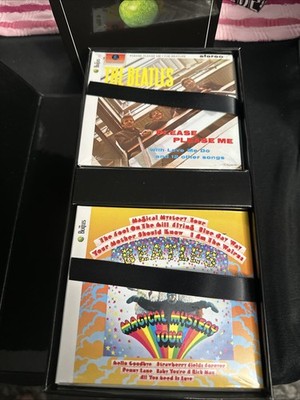 stereo
THE BEATLES
PLEASE
PLEASE ME
with Love Me Do
and 12 other songs
the Beatles
Magical Mystery Tour
The Fool On The Hill Flying Blue Jay Way
Your Mother Should Know I Am The Walrus
BEATLES
MAGICAL MYSTERY
TOUR
Hello Goodbye Strawberry Fields Forever
Penny Lane Baby You're A Rich Man
All You Need Is Love